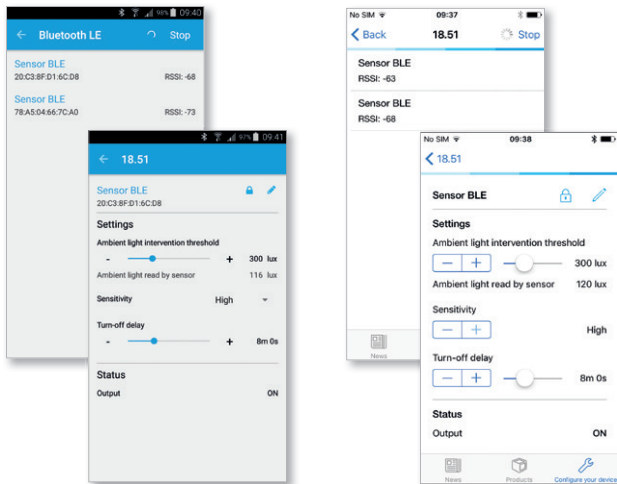 98% 09:40
Bluetooth LE Stop
Sensor BLE
20:C3:8F:D1:6C:D8 RSSI: -68
Sensor BLE
78:A5:04:66:7C:A0 RSSI: -73
97% 09:41
18.51
Sensor BLE
20:C3:8F:D1:6C:D8
Settings
Ambient light intervention threshold
- + 300 lux
Ambient light read by sensor 116 lux
Sensitivity High
Turn-off delay
- + 8m 0s
Status
Output ON
No SIM 09:37
Back 18.51 Stop
Sensor BLE
RSSI: -63
Sensor BLE
RSSI: -68
News
No SIM 09:38
18.51
Sensor BLE
Settings
Ambient light intervention threshold
- + 300 lux
Ambient light read by sensor 120 lux
Sensitivity
- + High
Turn-off delay
- + 8m 0s
Status
Output ON
News Products Configure your device